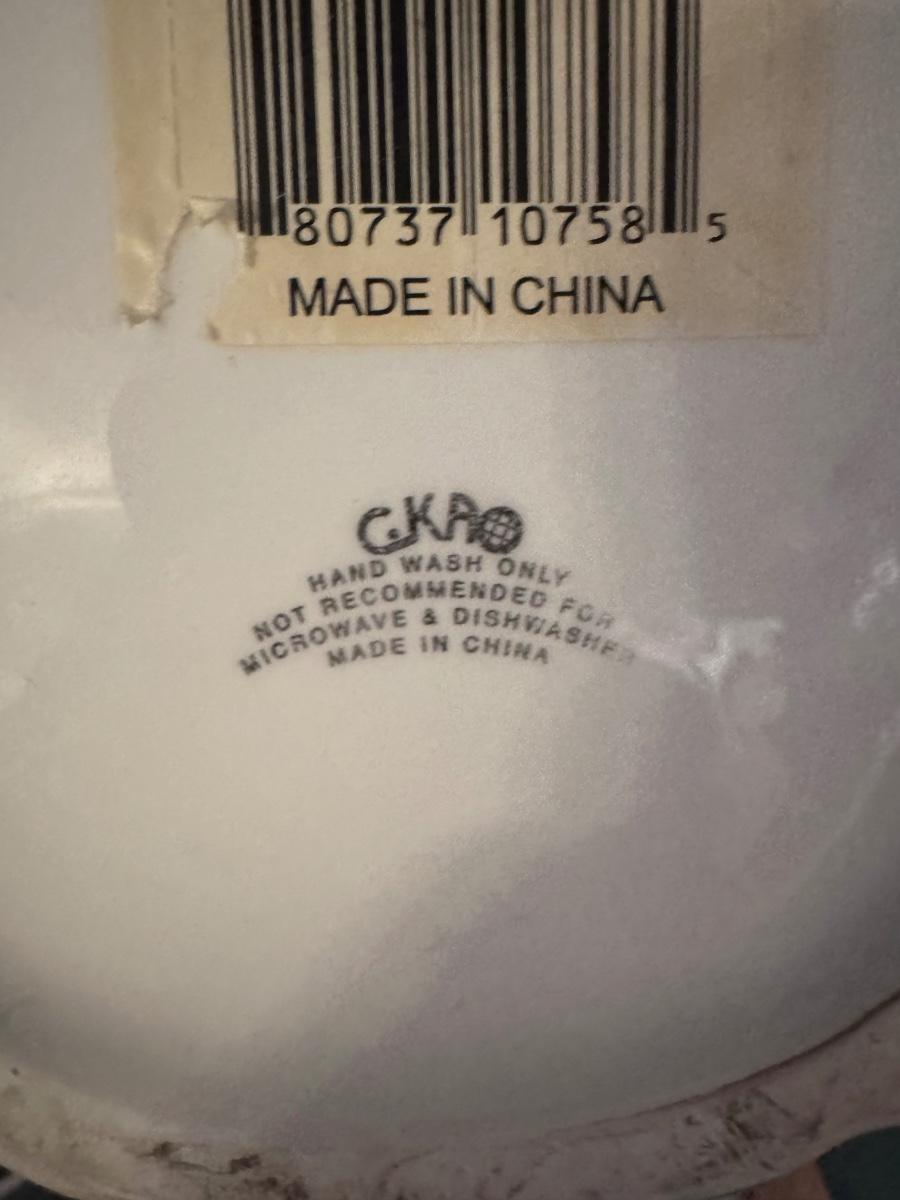 80737 10758 5
MADE IN CHINA
C.KAO
HAND WASH ONLY
NOT RECOMMENDED FOR
MICROWAVE & DISHWASHER
MADE IN CHINA